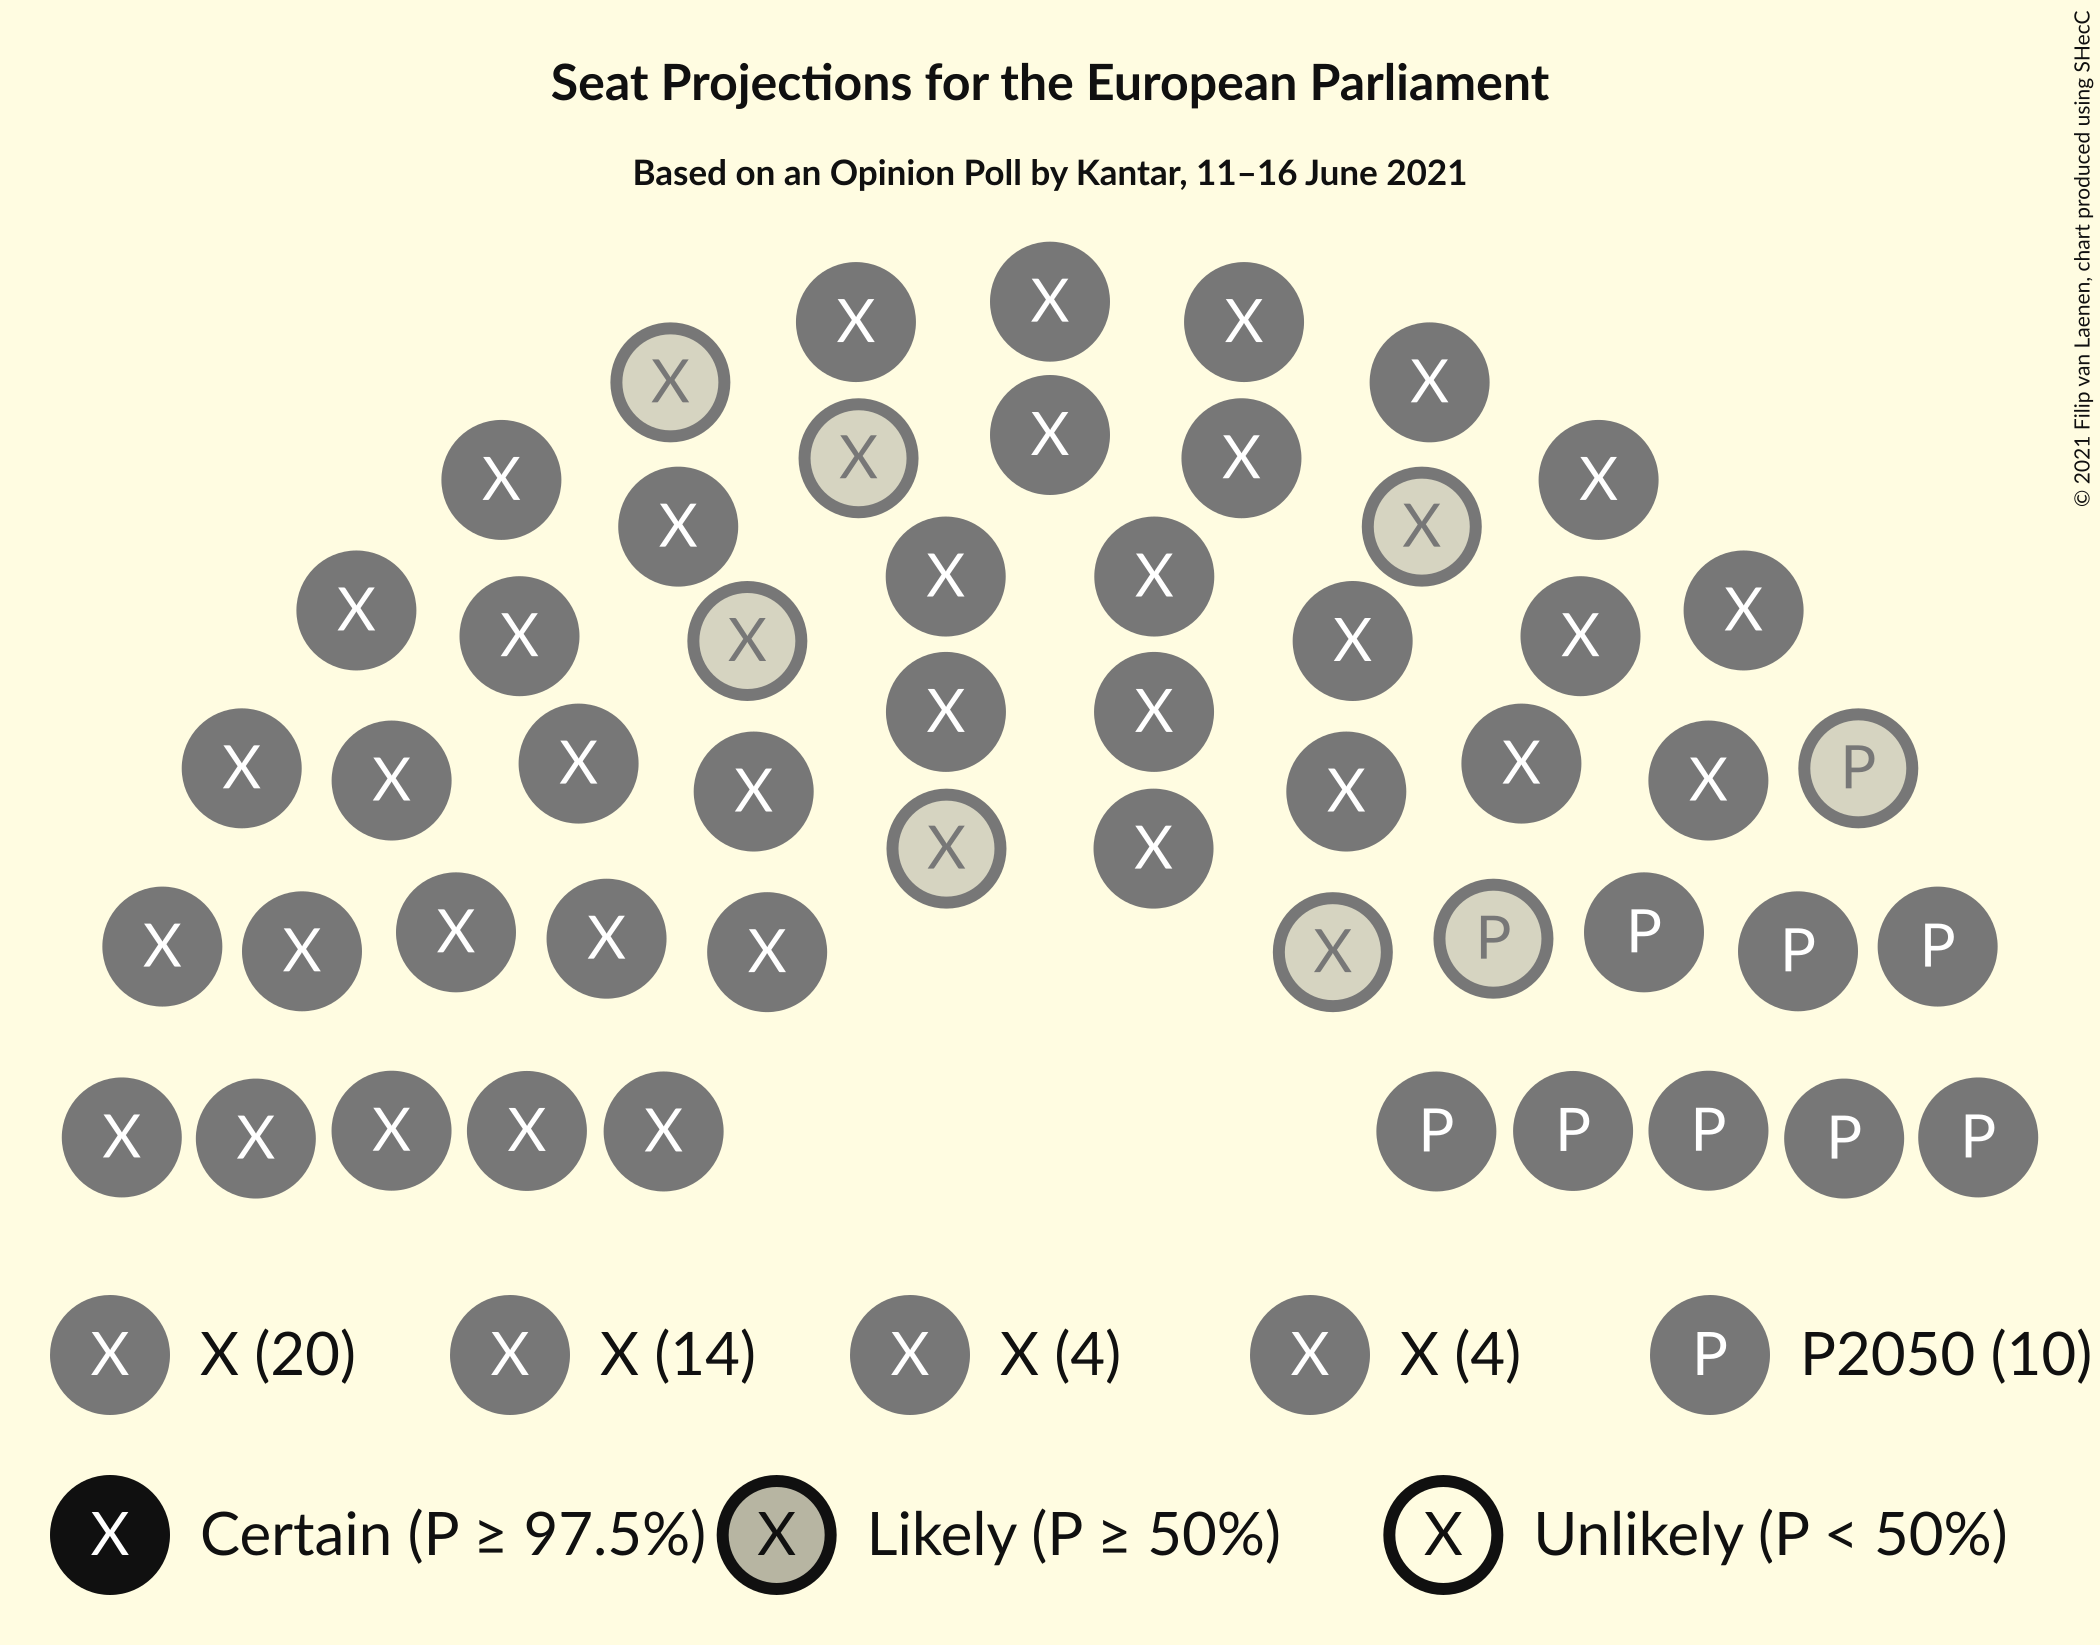 Seat Projections for the European Parliament
Based on an Opinion Poll by Kantar, 11–16 June 2021
© 2021 Filip van Laenen, chart produced using SHecC
X
X X
X X
X
X X
X X
X X
X X
X X
X X
X X
X X
X X
X X
X X
X X
X P
X X
X X
X X
X X
X P
X P
X P
X P
X X
X P
X P
X P
X P
X P
X (20) X (14) X (4) X (4) P2050 (10)
X Certain (P ≥ 97.5%) X Likely (P ≥ 50%) X Unlikely (P < 50%)